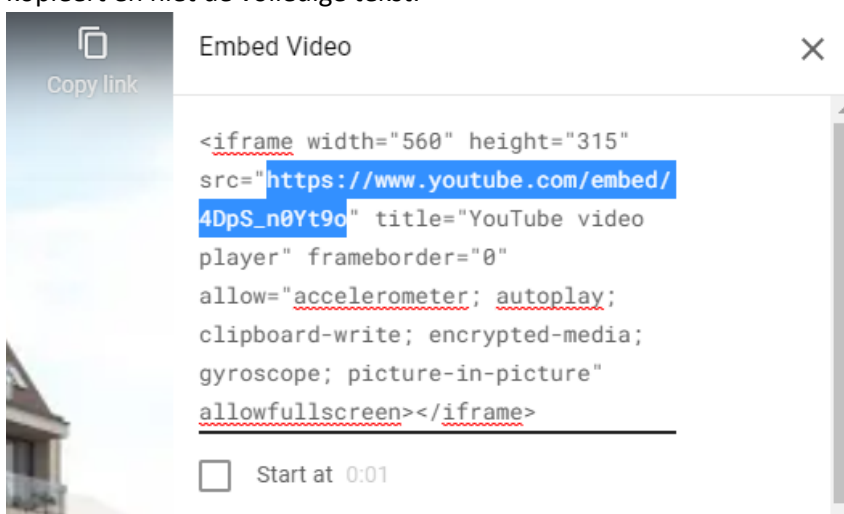 kopieert en niet de volledige tekst.
Copy link
Embed Video
<iframe width="560" height="315"
src="https://www.youtube.com/embed/
4DpS_n0Yt9o" title="YouTube video
player" frameborder="0"
allow="accelerometer; autoplay;
clipboard-write; encrypted-media;
gyroscope; picture-in-picture"
allowfullscreen></iframe>
Start at 0:01